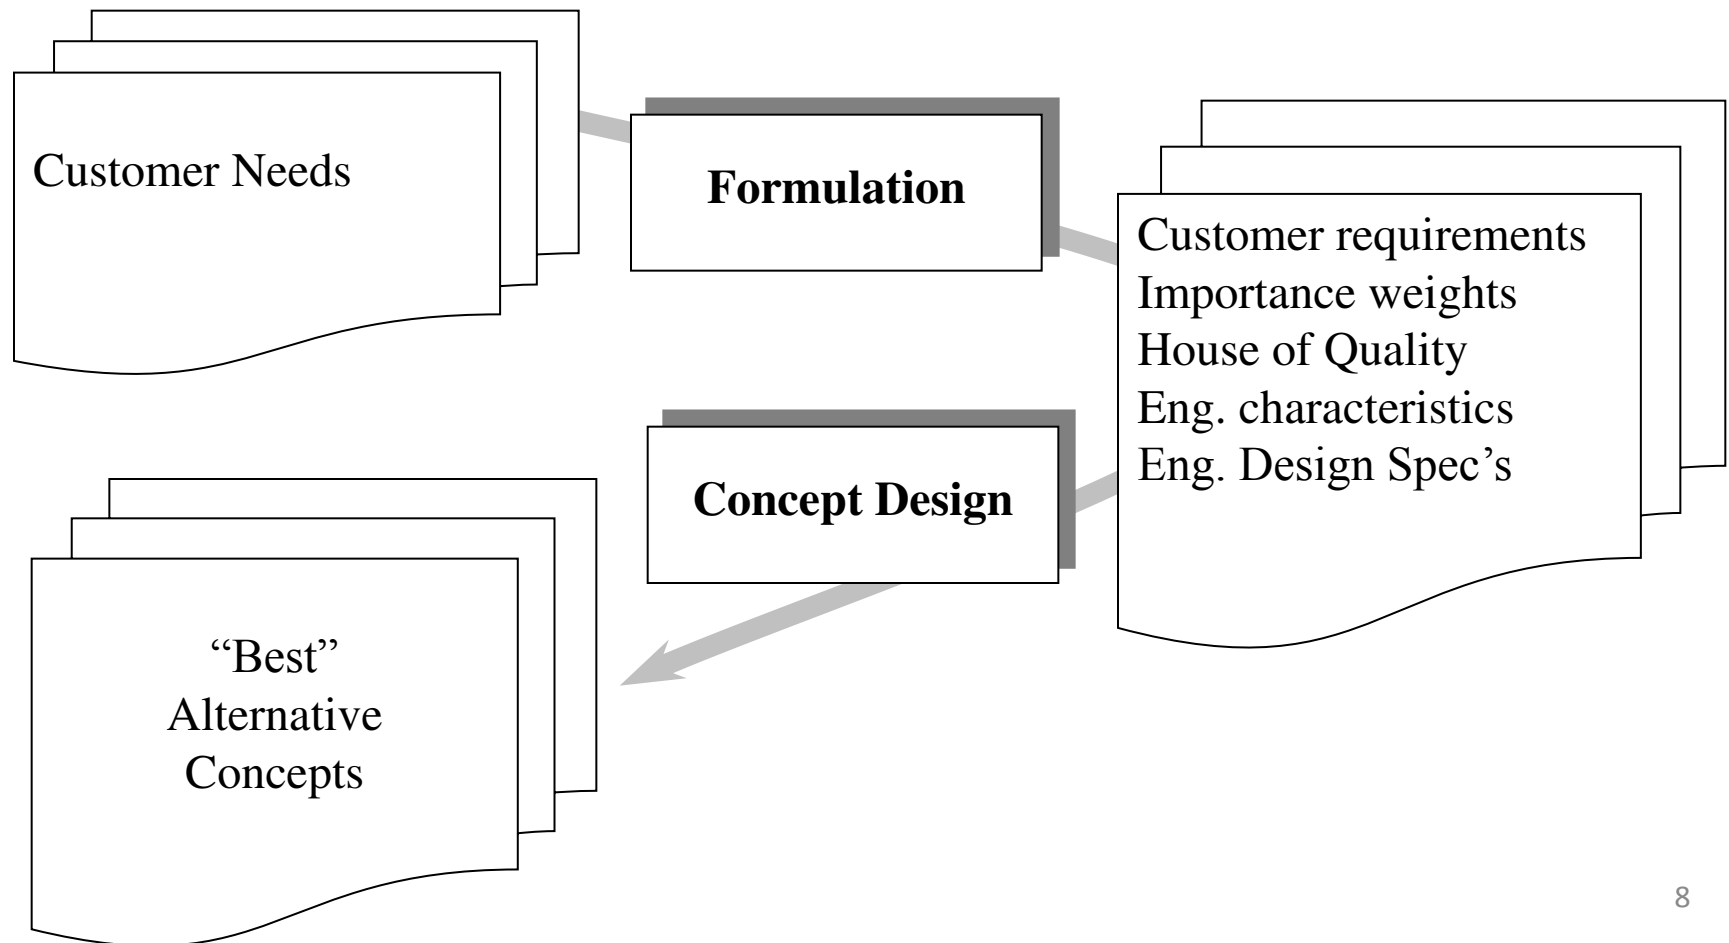 Customer Needs
Formulation
Customer requirements
Importance weights
House of Quality
Eng. characteristics
Eng. Design Spec’s
Concept Design
“Best”
Alternative
Concepts
8